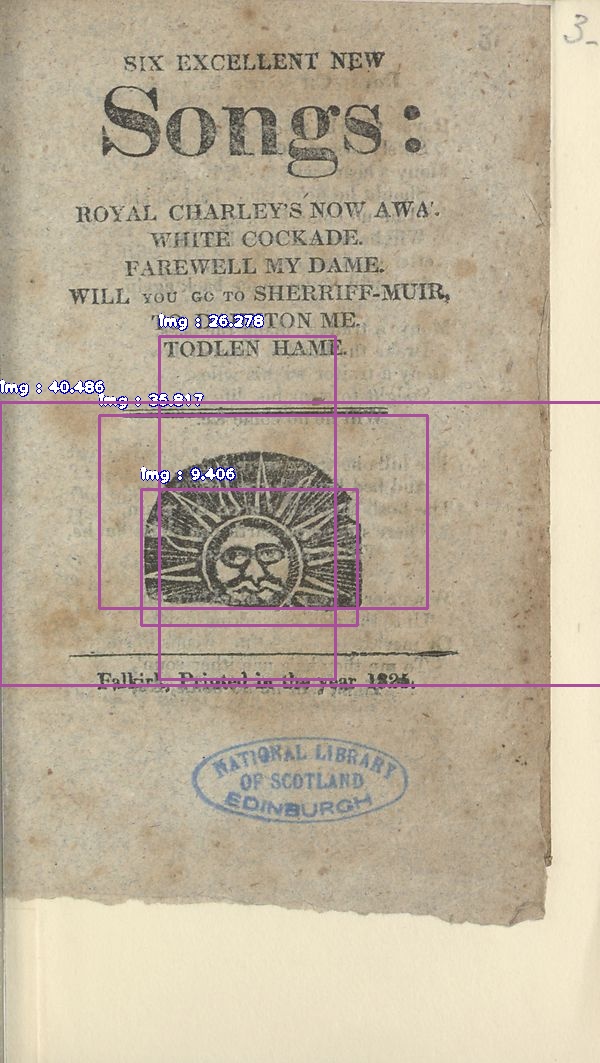 3
3-
SIX EXCELLENT NEW
Songs:
ROYAL CHARLEY'S NOW AWA'.
WHITE COCKADE.
FAREWELL MY DAME.
WILL YOU GO TO SHERRIFF-MUIR,
TON ME.
Img : 26.278
TODLEN HAME.
Img : 40.486
Img : 35.817
Img : 9.406
Falkirk, Printed in the year
NATIONAL LIBRARY
OF SCOTLAND
EDINBURGH